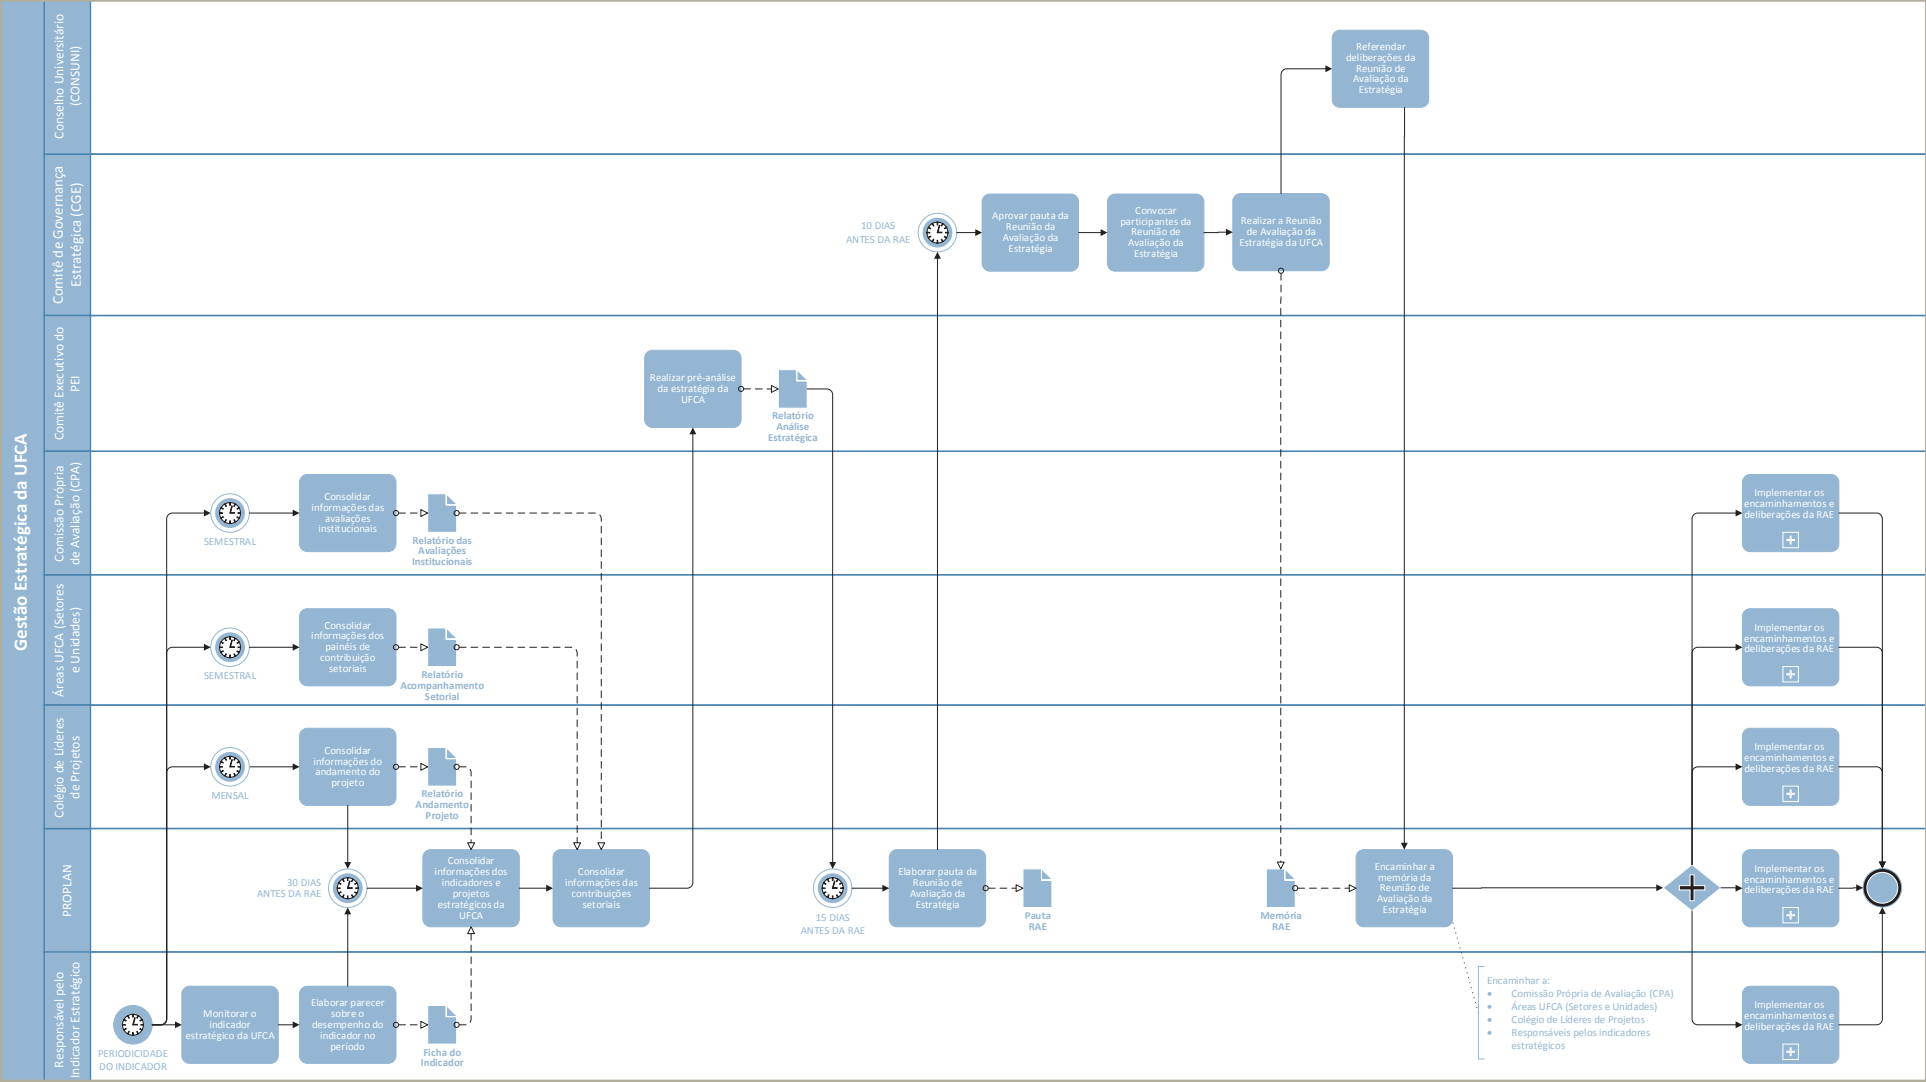 Gestão Estratégica da UFCA
Conselho Universitário
(CONSUNI)
Referendar
deliberações da
Reunião de
Avaliação da
Estratégia
Comitê de Governança
Estratégica (CGE)
10 DIAS
ANTES DA RAE
Aprovar pauta da
Reunião da
Avaliação da
Estratégia
Convocar
participantes da
Reunião de
Avaliação da
Estratégia
Realizar a Reunião
de Avaliação da
Estratégia da UFCA
Comitê Executivo do
PEI
Realizar pré-análise
da estratégia da
UFCA
Relatório
Análise
Estratégica
Comissão Própria
de Avaliação (CPA)
SEMESTRAL
Consolidar
informações das
avaliações
institucionais
Relatório das
Avaliações
Institucionais
Implementar os
encaminhamentos e
deliberações da RAE
Áreas UFCA (Setores
e Unidades)
SEMESTRAL
Consolidar
informações dos
painéis de
contribuição
setoriais
Relatório
Acompanhamento
Setorial
Implementar os
encaminhamentos e
deliberações da RAE
Colégio de Líderes
de Projetos
MENSAL
Consolidar
informações do
andamento do
projeto
Relatório
Andamento
Projeto
Implementar os
encaminhamentos e
deliberações da RAE
PROPLAN
30 DIAS
ANTES DA RAE
Consolidar
informações dos
indicadores e
projetos
estratégicos da
UFCA
Consolidar
informações das
contribuições
setoriais
15 DIAS
ANTES DA RAE
Elaborar pauta da
Reunião de
Avaliação da
Estratégia
Pauta
RAE
Memória
RAE
Encaminhar a
memória da
Reunião de
Avaliação da
Estratégia
Implementar os
encaminhamentos e
deliberações da RAE
Responsável pelo
Indicador Estratégico
PERIODICIDADE
DO INDICADOR
Monitorar o
indicador
estratégico da UFCA
Elaborar parecer
sobre o
desempenho do
indicador no
período
Ficha do
Indicador
Encaminhar a:
• Comissão Própria de Avaliação (CPA)
• Áreas UFCA (Setores e Unidades)
• Colégio de Líderes de Projetos
• Responsáveis pelos indicadores
estratégicos
Implementar os
encaminhamentos e
deliberações da RAE